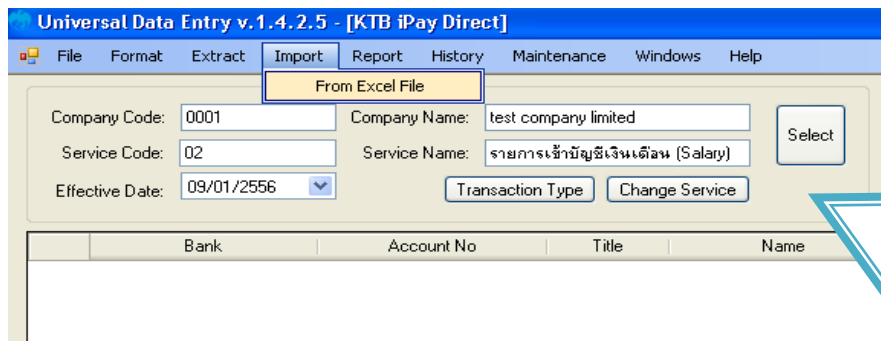 Universal Data Entry v.1.4.2.5 - [KTB iPay Direct]
File Format Extract Import Report History Maintenance Windows Help
From Excel File
Company Code: 0001 Company Name: test company limited
Select
Service Code: 02 Service Name: รายการเข้าบัญชีเงินเดือน (Salary)
Effective Date: 09/01/2556 Transaction Type Change Service
Bank Account No Title Name